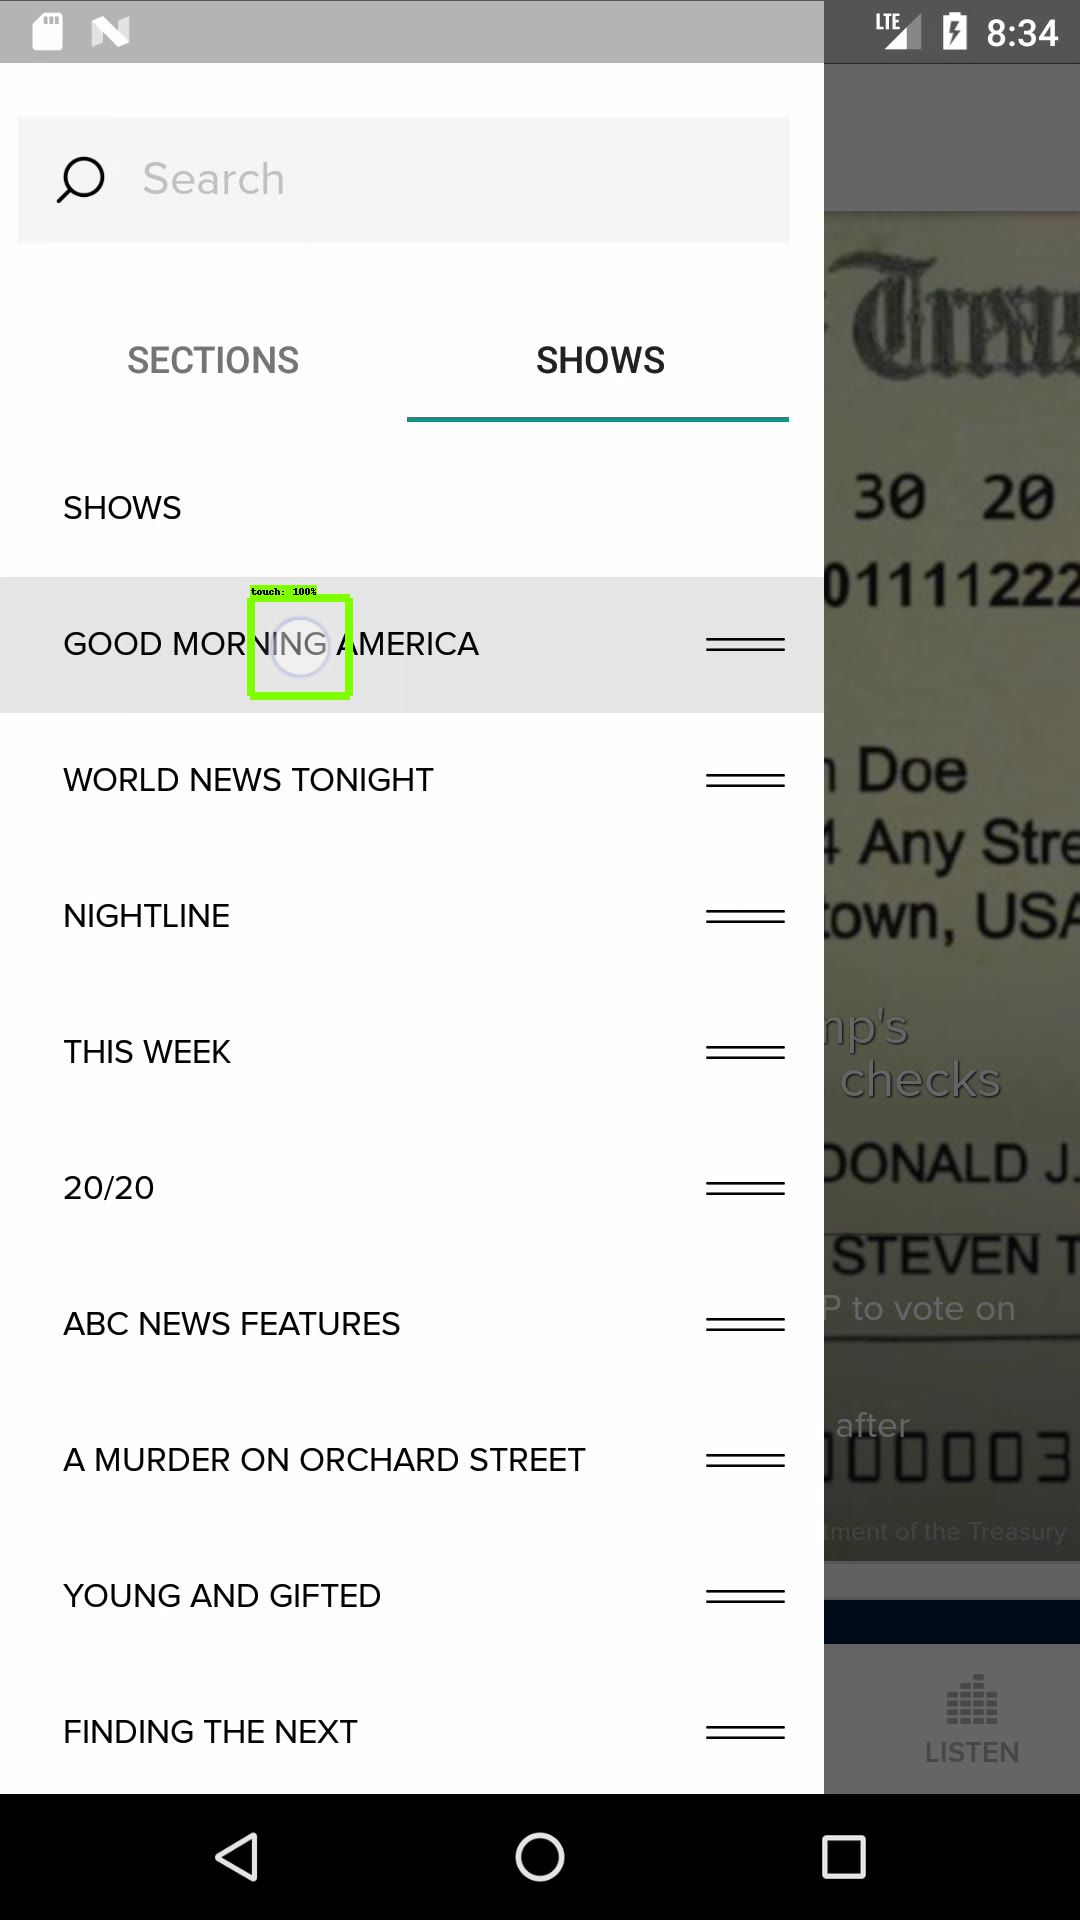 LTE 8:34
Search
SECTIONS SHOWS
SHOWS
touch: 100%
GOOD MORNING AMERICA
WORLD NEWS TONIGHT
NIGHTLINE
THIS WEEK
20/20
ABC NEWS FEATURES
A MURDER ON ORCHARD STREET
YOUNG AND GIFTED
FINDING THE NEXT
30 20
01111222
Doe
4 Any Stre
town, USA
mp's
checks
DONALD J.
STEVEN T
P to vote on
after
000003
tment of the Treasury
LISTEN